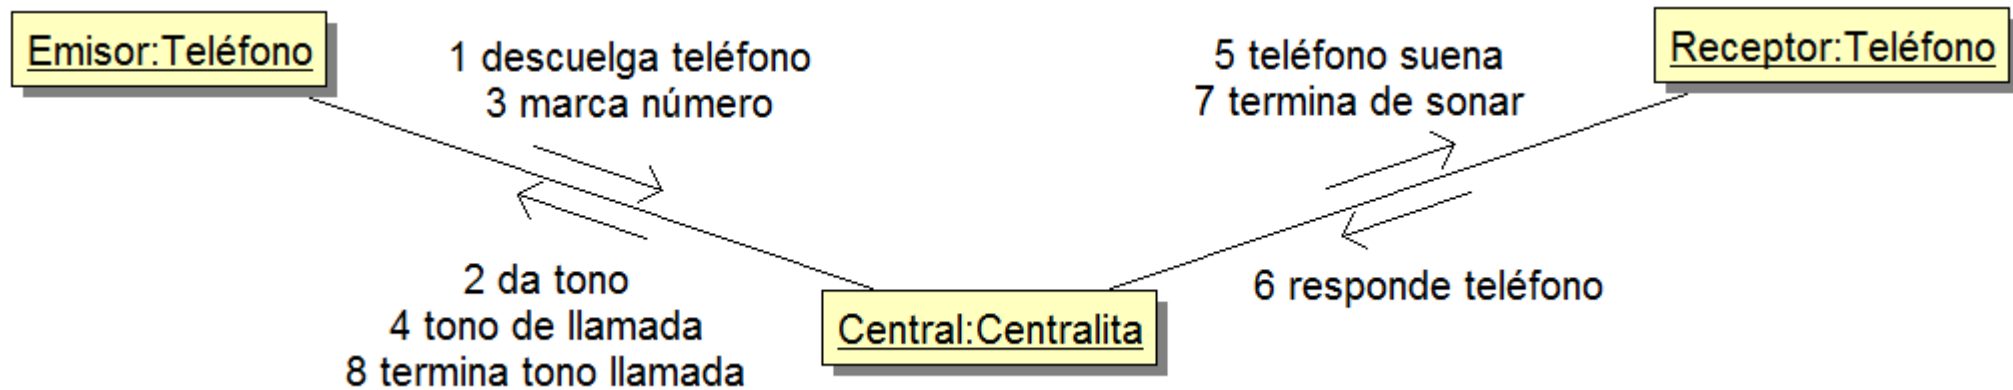 Emisor:Teléfono
1 descuelga teléfono
3 marca número
5 teléfono suena
7 termina de sonar
Receptor:Teléfono
2 da tono
4 tono de llamada
8 termina tono llamada
Central:Centralita
6 responde teléfono